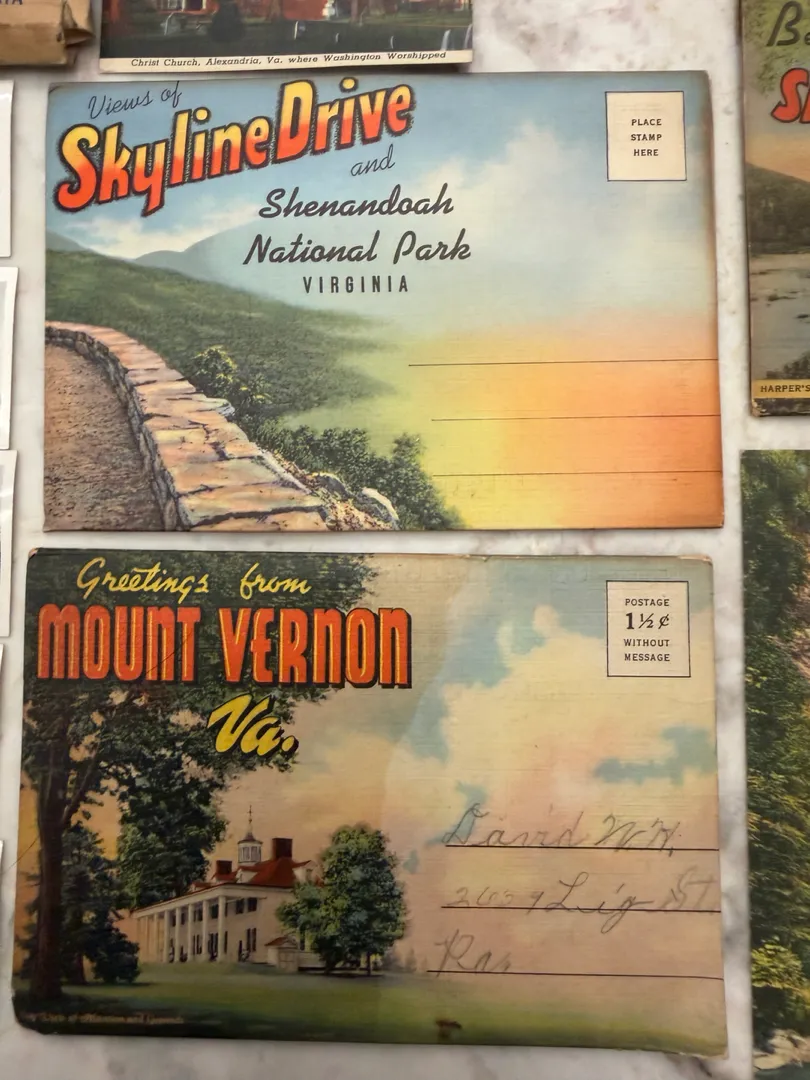 Christ Church, Alexandria, Va. where Washington Worshipped
Views of
Skyline Drive
and
Shenandoah
National Park
VIRGINIA
PLACE
STAMP
HERE
HARPER'S
Greetings from
MOUNT VERNON
Va.
POSTAGE
1½¢
WITHOUT
MESSAGE
David W.H.